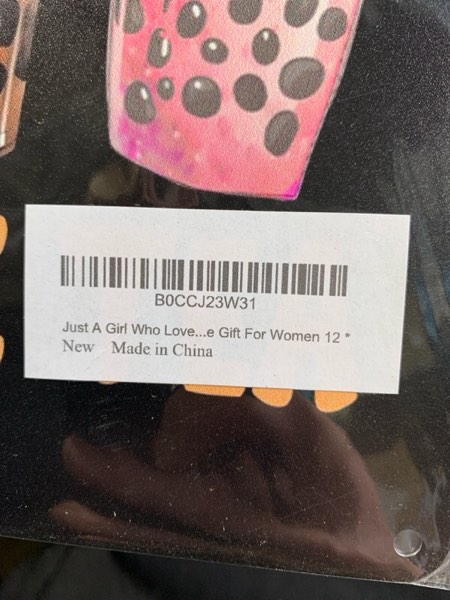 B0CCJ23W31
Just A Girl Who Love...e Gift For Women 12 *
New Made in China